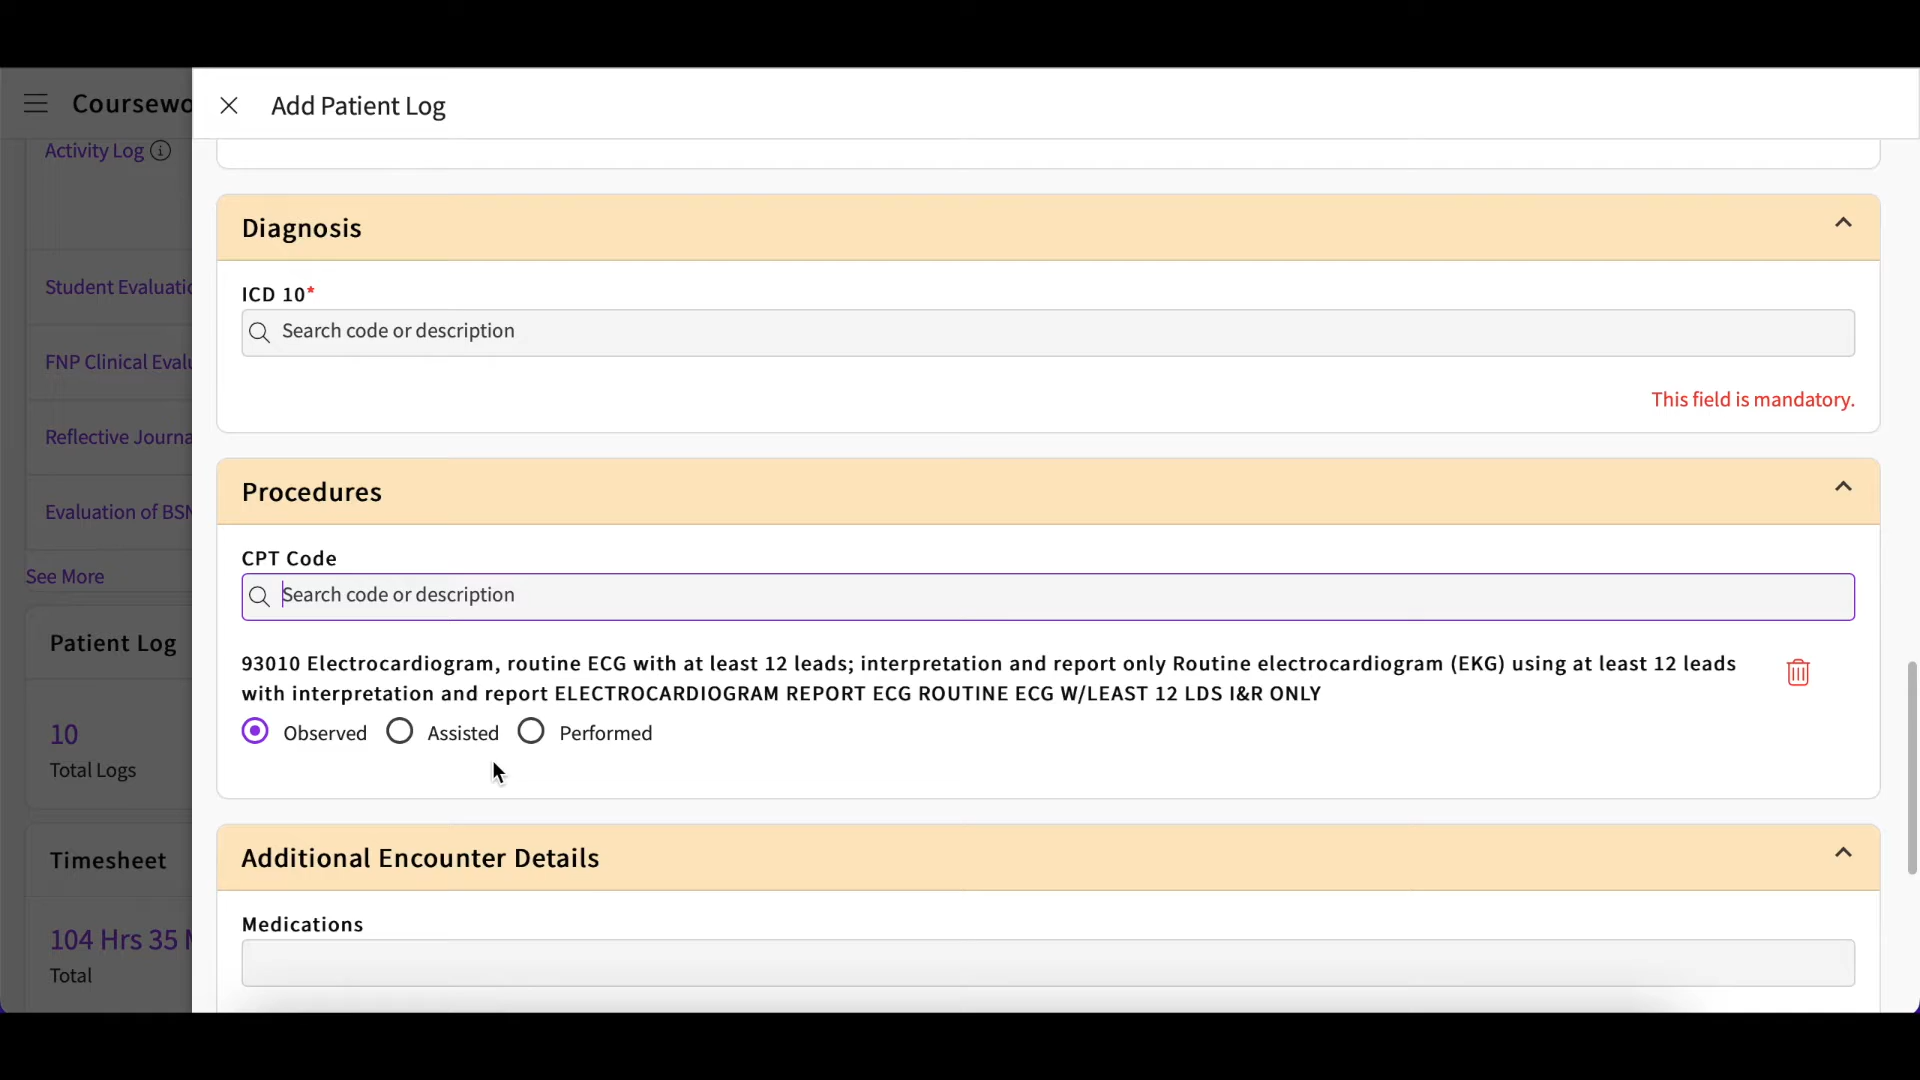 Coursewo
Add Patient Log
Activity Log
Student Evaluatio
FNP Clinical Evalu
Reflective Journa
Evaluation of BSN
See More
Patient Log
10
Total Logs
Timesheet
104 Hrs 35 M
Total
Diagnosis
ICD 10*
Search code or description
This field is mandatory.
Procedures
CPT Code
Search code or description
93010 Electrocardiogram, routine ECG with at least 12 leads; interpretation and report only Routine electrocardiogram (EKG) using at least 12 leads
with interpretation and report ELECTROCARDIOGRAM REPORT ECG ROUTINE ECG W/LEAST 12 LDS I&R ONLY
Observed Assisted Performed
Additional Encounter Details
Medications